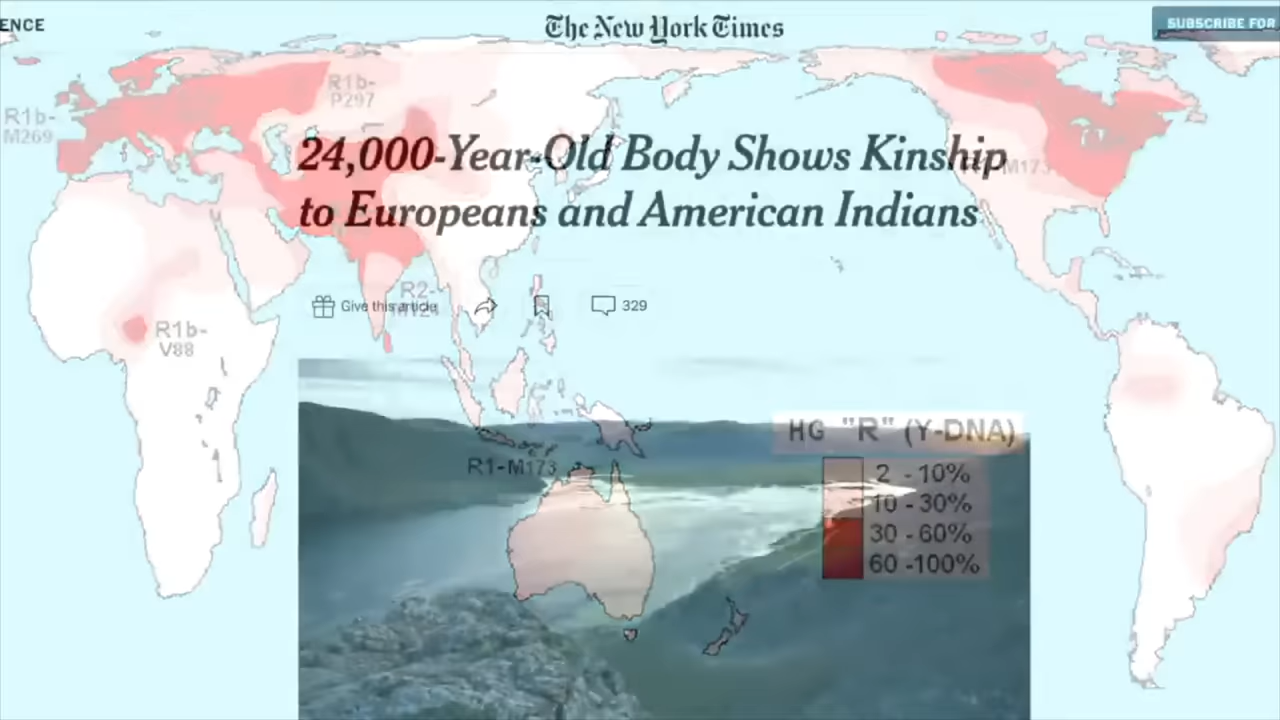 ENCE
The New York Times
SUBSCRIBE FOR
R1b-
P297
R1b-
M269
24,000-Year-Old Body Shows Kinship
M173
to Europeans and American Indians
R2-
Give this article
329
R1b-
V88
HG "R" (Y-DNA)
R1-M173
2 - 10%
10 - 30%
30 - 60%
60 -100%